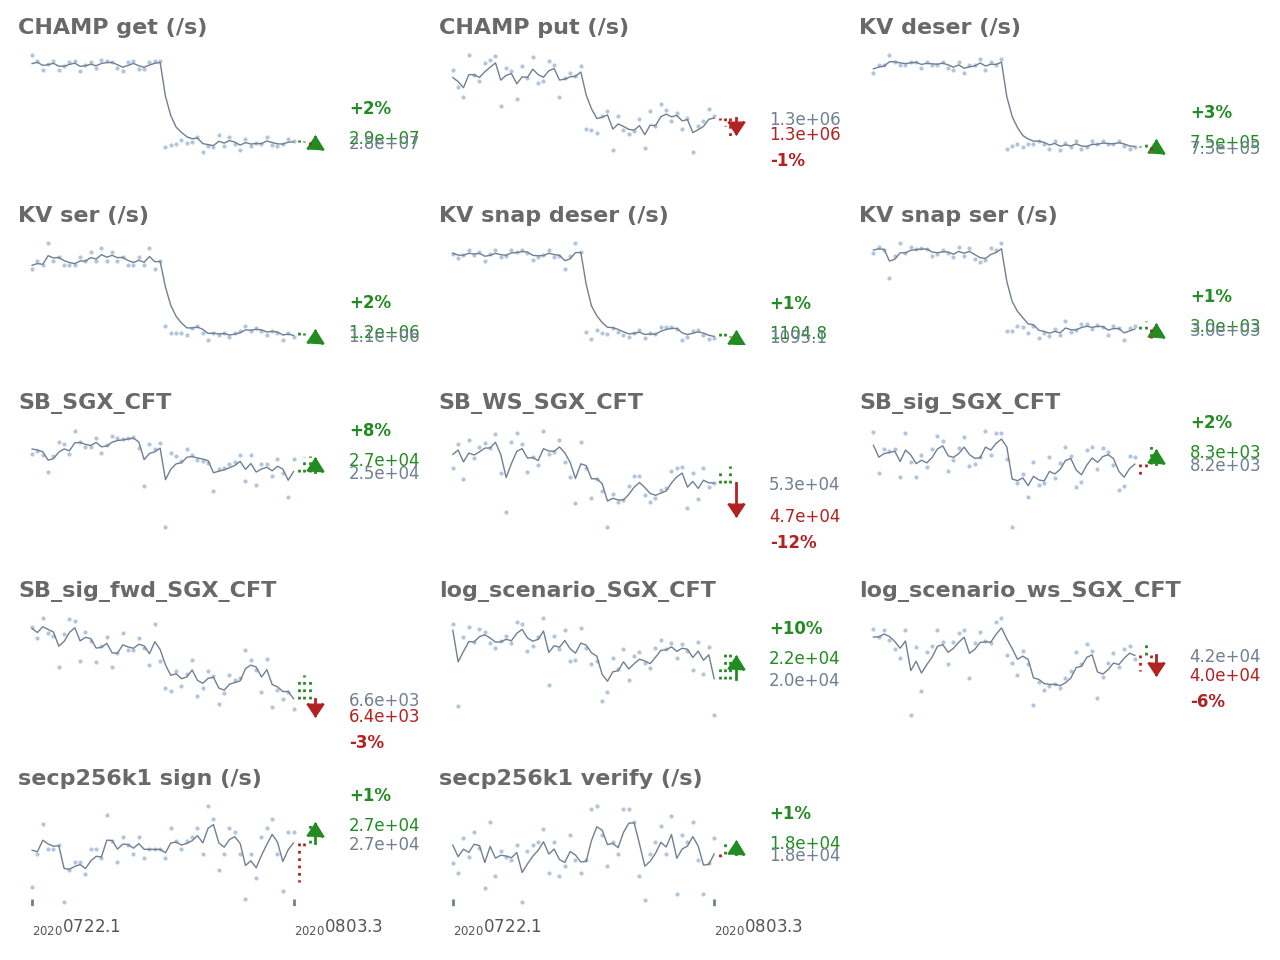 CHAMP get (/s)
+2%
2.9e+07
2.8e+07
CHAMP put (/s)
1.3e+06
1.3e+06
-1%
KV deser (/s)
+3%
7.5e+05
7.3e+05
KV ser (/s)
+2%
1.2e+06
1.1e+06
KV snap deser (/s)
+1%
1104.8
1095.1
KV snap ser (/s)
+1%
3.0e+03
3.0e+03
SB_SGX_CFT
+8%
2.7e+04
2.5e+04
SB_WS_SGX_CFT
5.3e+04
4.7e+04
-12%
SB_sig_SGX_CFT
+2%
8.3e+03
8.2e+03
SB_sig_fwd_SGX_CFT
6.6e+03
6.4e+03
-3%
log_scenario_SGX_CFT
+10%
2.2e+04
2.0e+04
log_scenario_ws_SGX_CFT
4.2e+04
4.0e+04
-6%
secp256k1 sign (/s)
+1%
2.7e+04
2.7e+04
secp256k1 verify (/s)
+1%
1.8e+04
1.8e+04
20200722.1
20200803.3
20200722.1
20200803.3